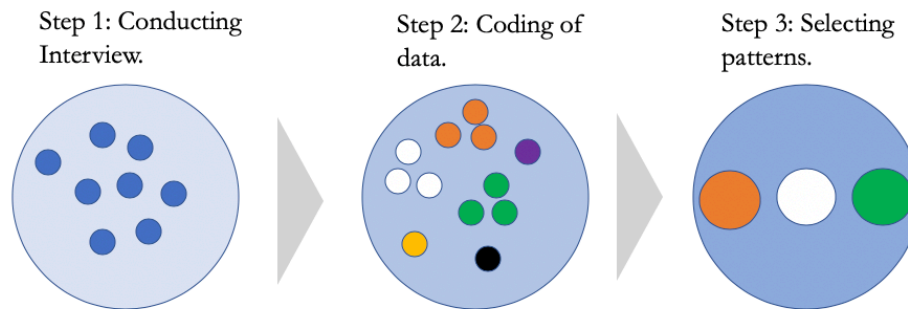 Step 1: Conducting
Interview.
Step 2: Coding of
data.
Step 3: Selecting
patterns.